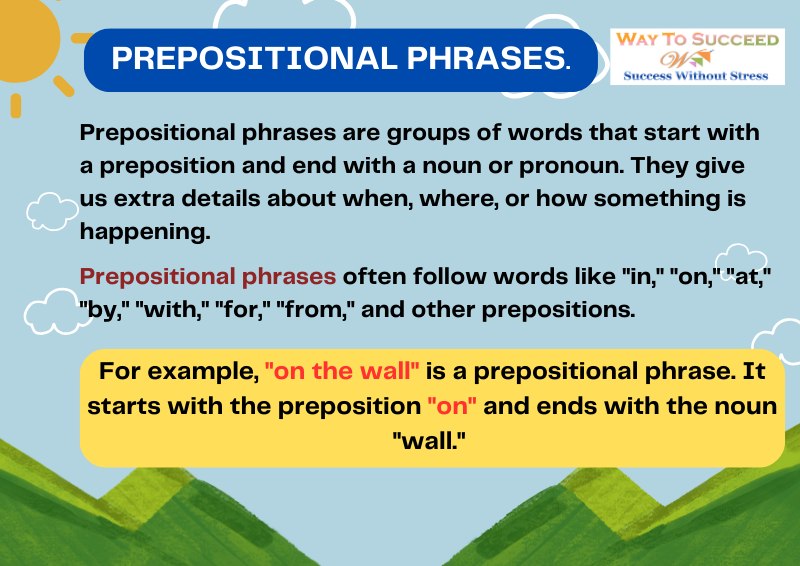 PREPOSITIONAL PHRASES.
WAY TO SUCCEED
W
Success Without Stress
Prepositional phrases are groups of words that start with
a preposition and end with a noun or pronoun. They give
us extra details about when, where, or how something is
happening.
Prepositional phrases often follow words like "in," "on," "at,"
"by," "with," "for," "from," and other prepositions.
For example, "on the wall" is a prepositional phrase. It
starts with the preposition "on" and ends with the noun
"wall."